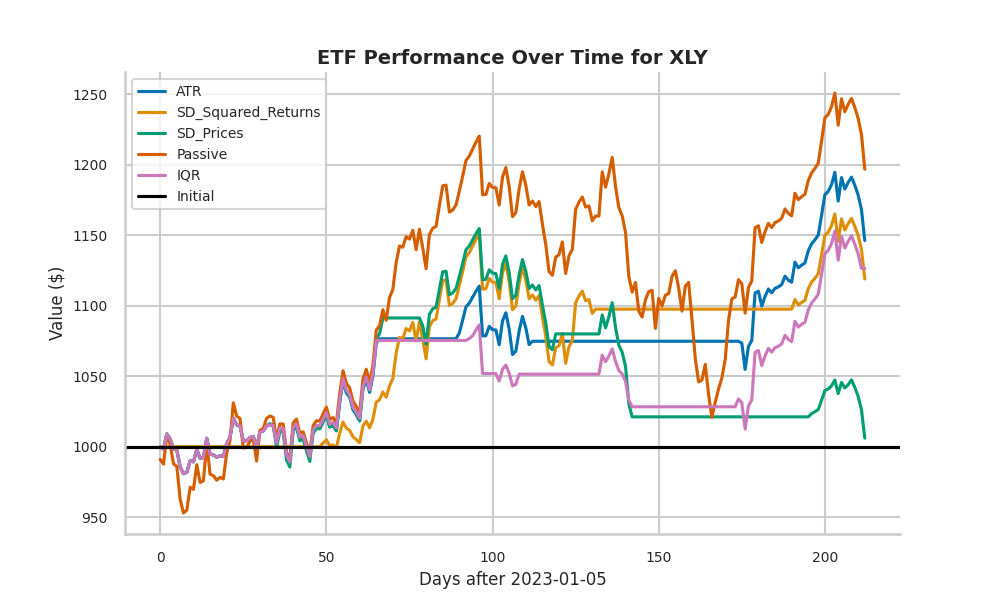 ETF Performance Over Time for XLY
ATR
SD_Squared_Returns
SD_Prices
Passive
IQR
Initial
1250
1200
1150
1100
1050
1000
950
Value ($)
0
50
100
150
200
Days after 2023-01-05